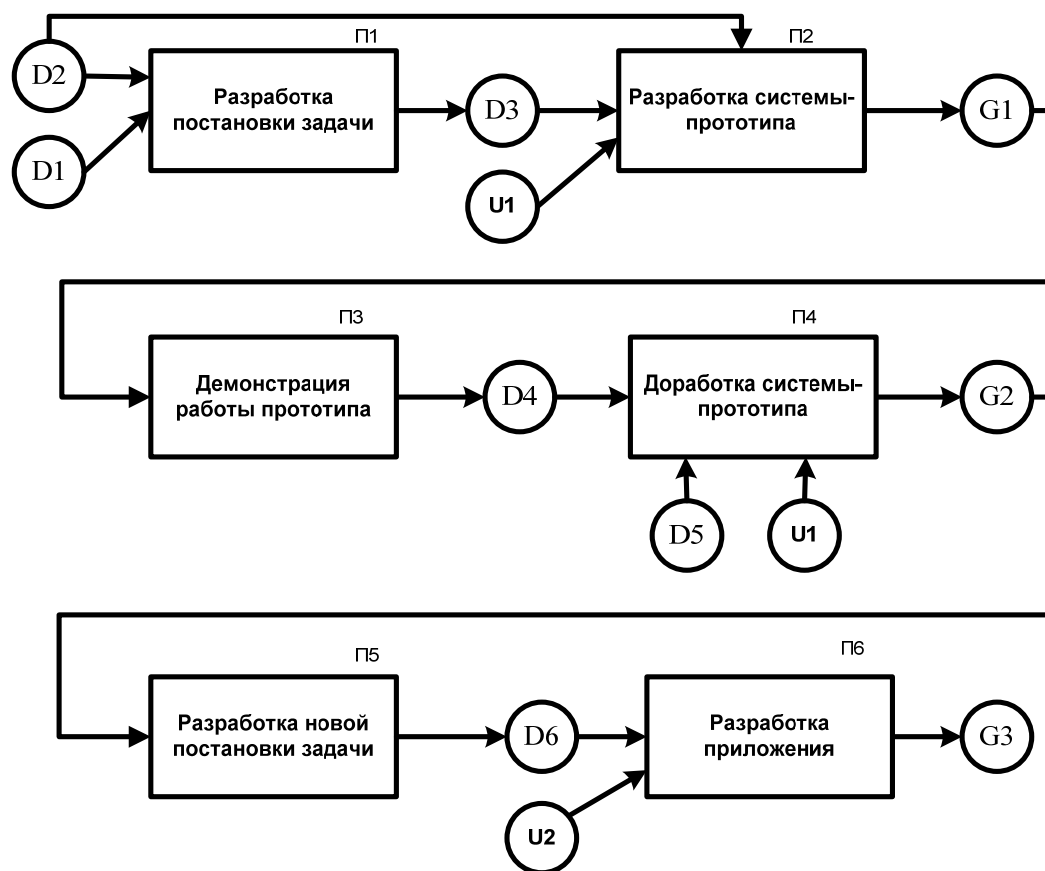 П1
П2
D2
Разработка
постановки задачи
D3
Разработка системы-
прототипа
G1
D1
U1
П3
П4
Демонстрация
работы прототипа
D4
Доработка системы-
прототипа
G2
D5
U1
П5
П6
Разработка новой
постановки задачи
D6
Разработка
приложения
G3
U2